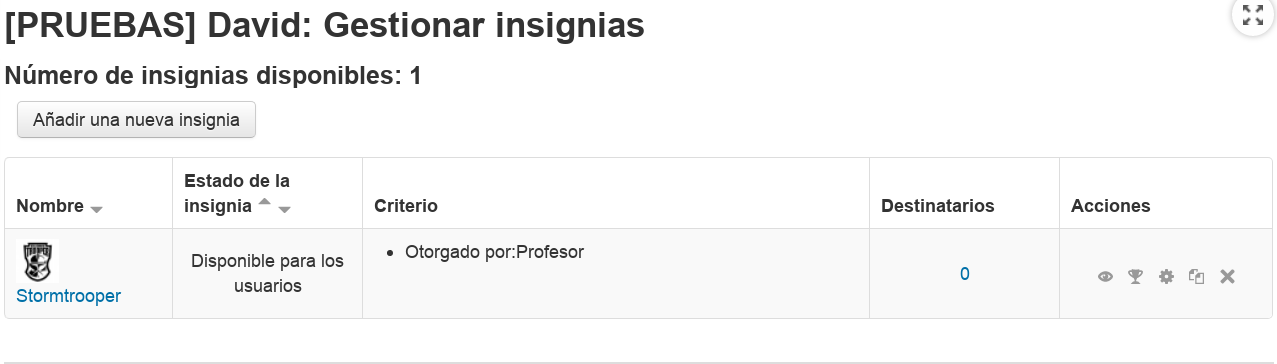 [PRUEBAS] David: Gestionar insignias
Número de insignias disponibles: 1
Añadir una nueva insignia
Nombre
Estado de la
insignia
Criterio
Destinatarios
Acciones
Stormtrooper
Disponible para los
usuarios
Otorgado por:Profesor
0